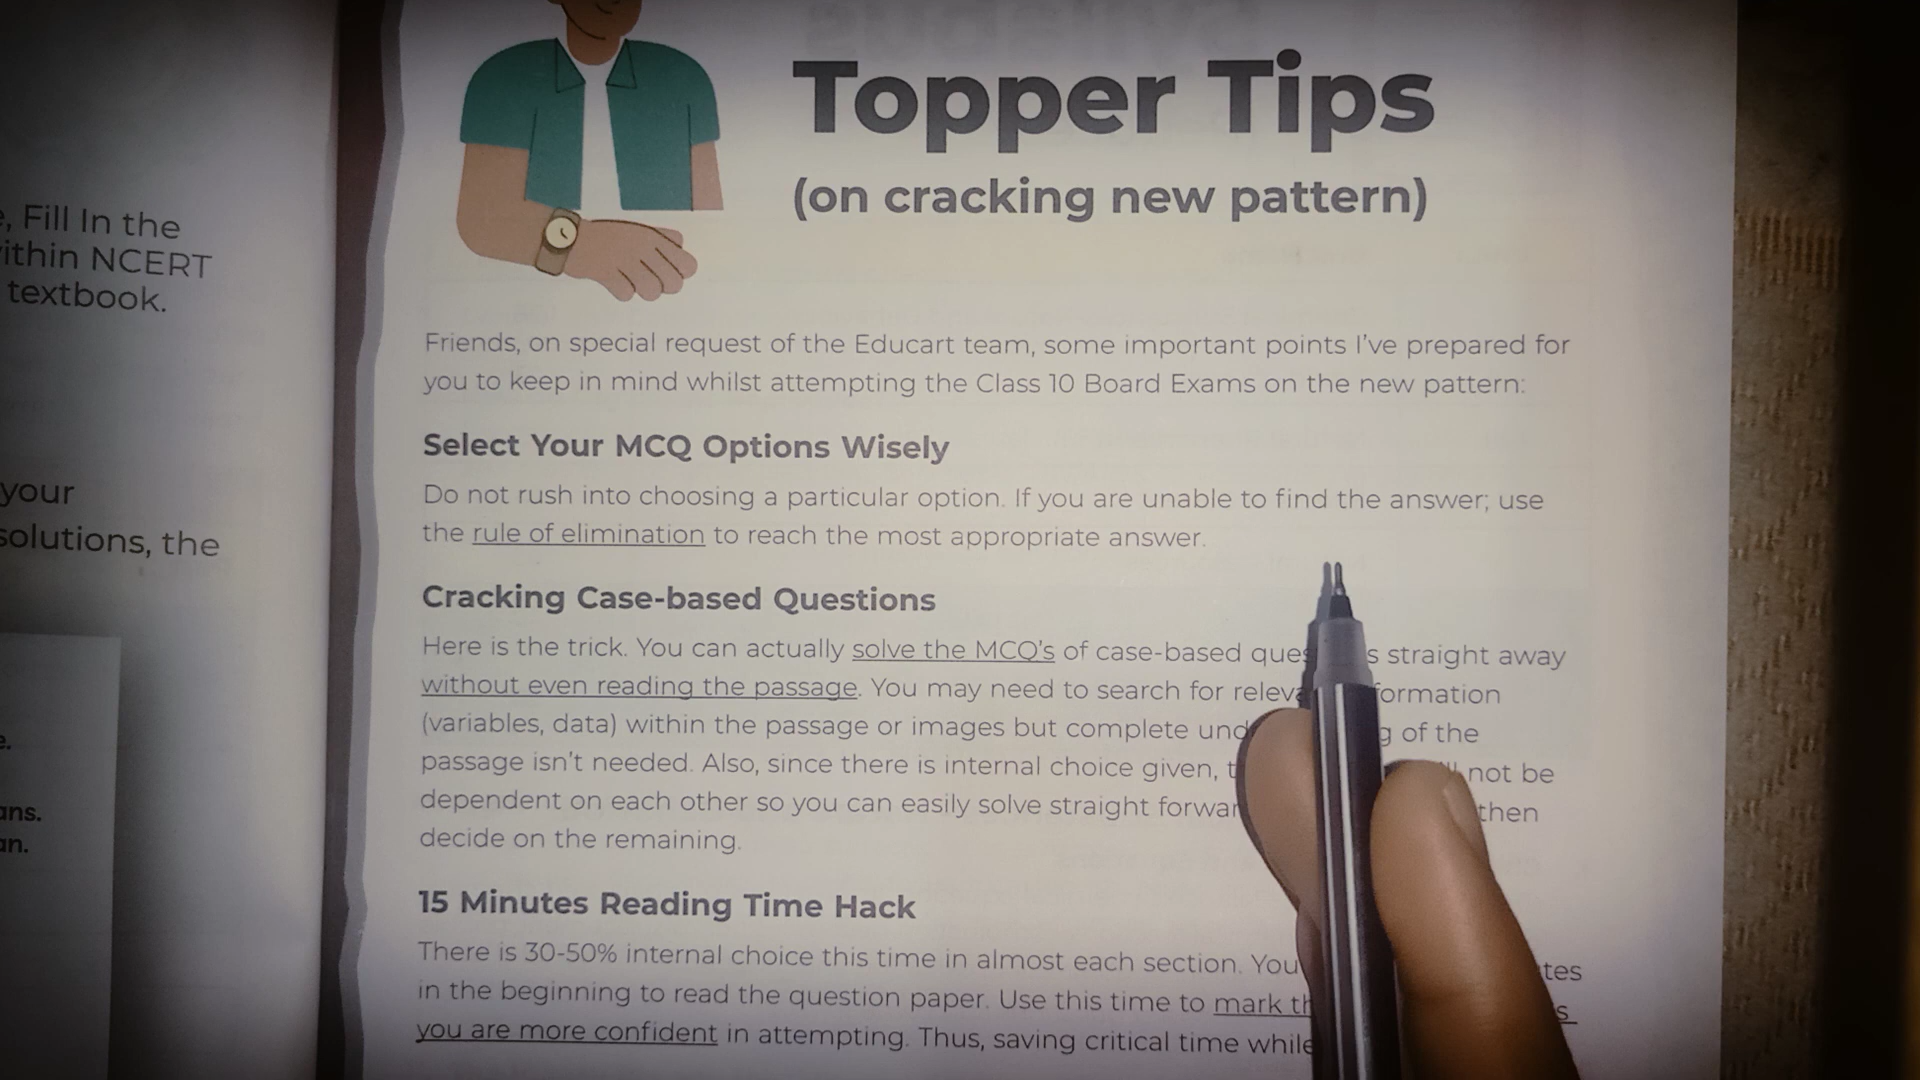 , Fill In the
within NCERT
textbook.
your
solutions, the
e.
ans.
an.
Topper Tips
(on cracking new pattern)
Friends, on special request of the Educart team, some important points I've prepared for
you to keep in mind whilst attempting the Class 10 Board Exams on the new pattern:
Select Your MCQ Options Wisely
Do not rush into choosing a particular option. If you are unable to find the answer; use
the rule of elimination to reach the most appropriate answer.
Cracking Case-based Questions
Here is the trick. You can actually solve the MCQ's of case-based ques s straight away
without even reading the passage. You may need to search for releva formation
(variables, data) within the passage or images but complete und g of the
passage isn't needed. Also, since there is internal choice given, t not be
dependent on each other so you can easily solve straight forwar then
decide on the remaining.
15 Minutes Reading Time Hack
There is 30-50% internal choice this time in almost each section. You tes
in the beginning to read the question paper. Use this time to mark th s
you are more confident in attempting. Thus, saving critical time while